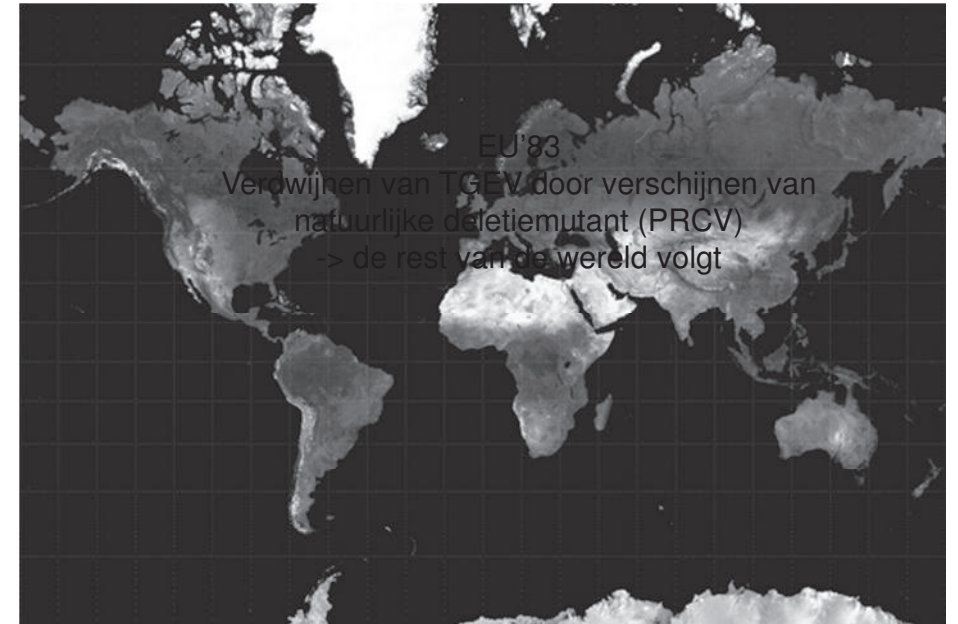 EU'83
Verdwijnen van TGEV door verschijnen van
natuurlijke deletiemutant (PRCV)
-> de rest van de wereld volgt